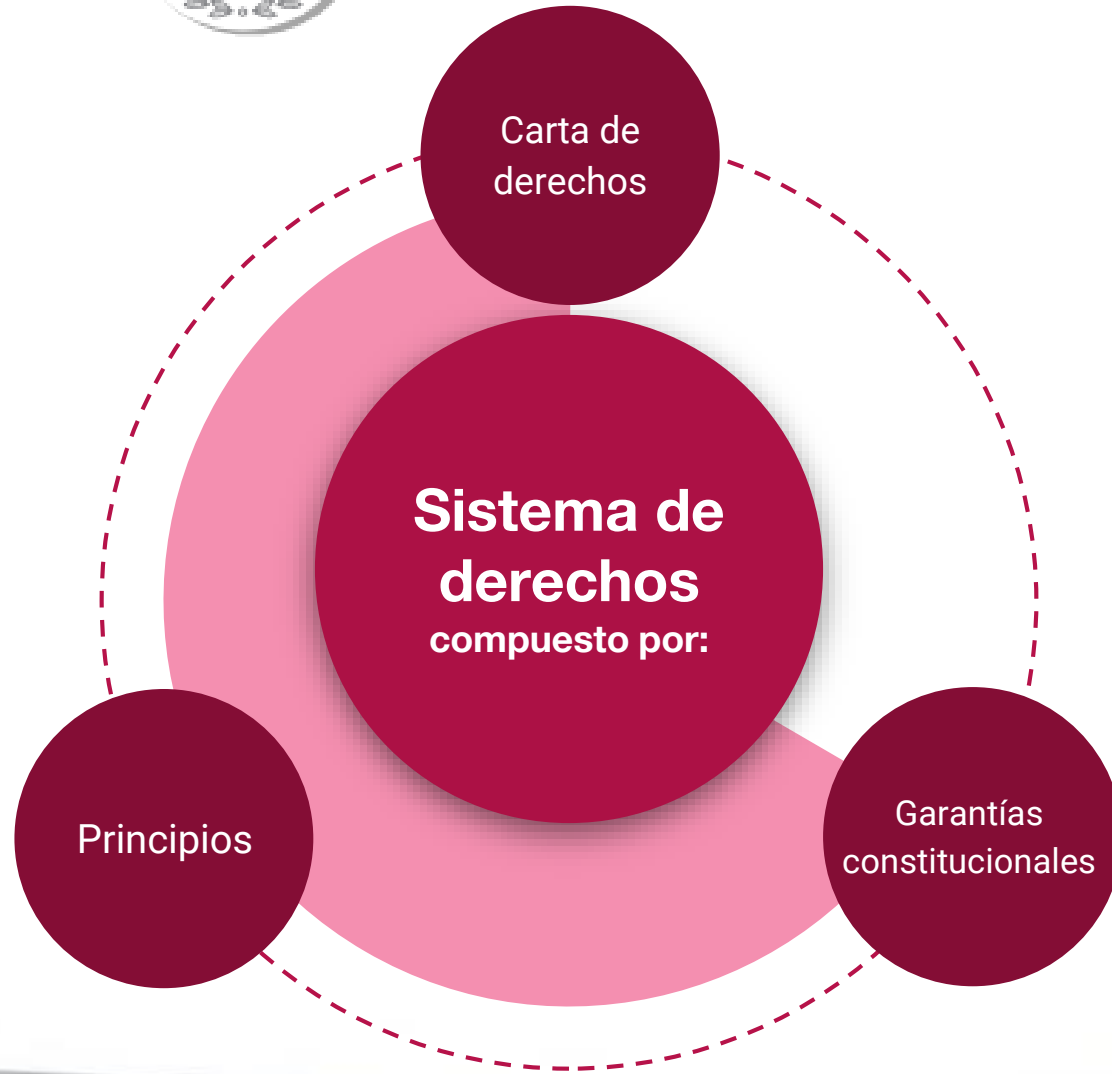 Carta de
derechos
Sistema de
derechos
compuesto por:
Principios
Garantías
constitucionales